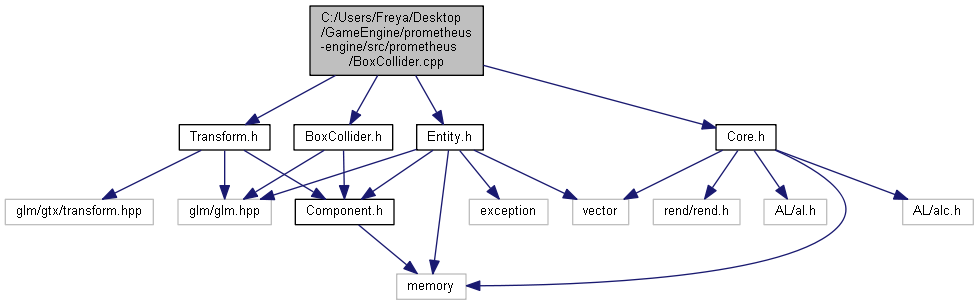 C:/Users/Freya/Desktop
/GameEngine/prometheus
-engine/src/prometheus
/BoxCollider.cpp
Transform.h
BoxCollider.h
Entity.h
Core.h
glm/gtx/transform.hpp
glm/glm.hpp
Component.h
exception
vector
rend/rend.h
AL/al.h
AL/alc.h
memory